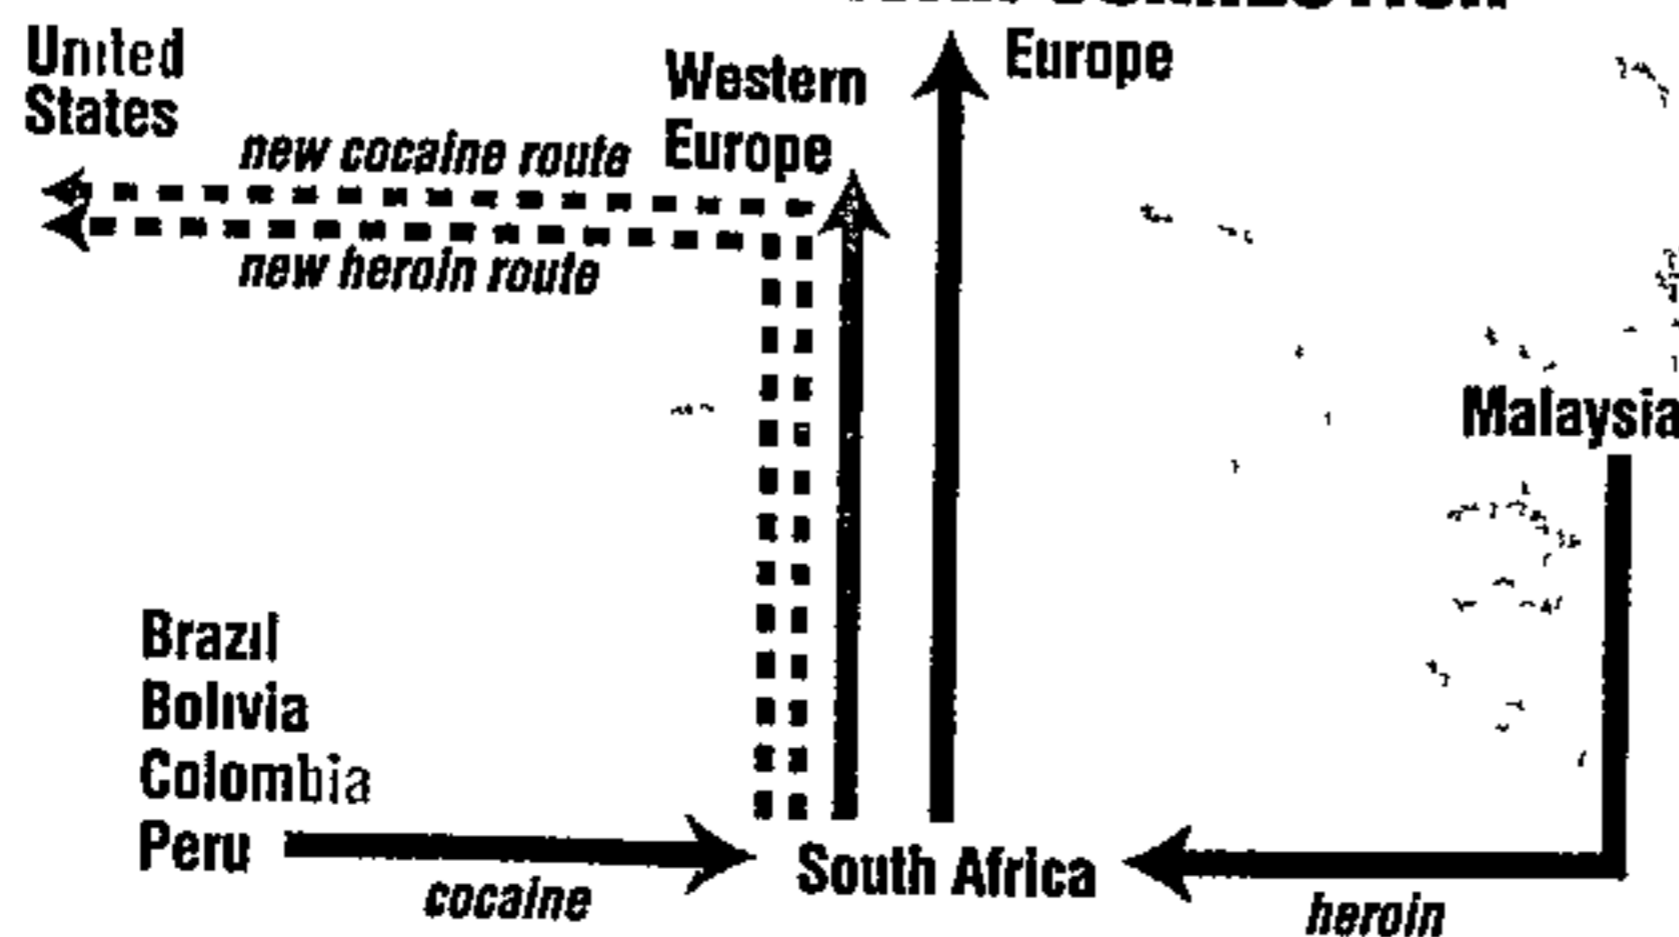 CONNECTION
United
States
Western
Europe
Europe
new cocaine route
new heroin route
Malaysia
Brazil
Bolivia
Colombia
Peru
South Africa
cocaine
heroin